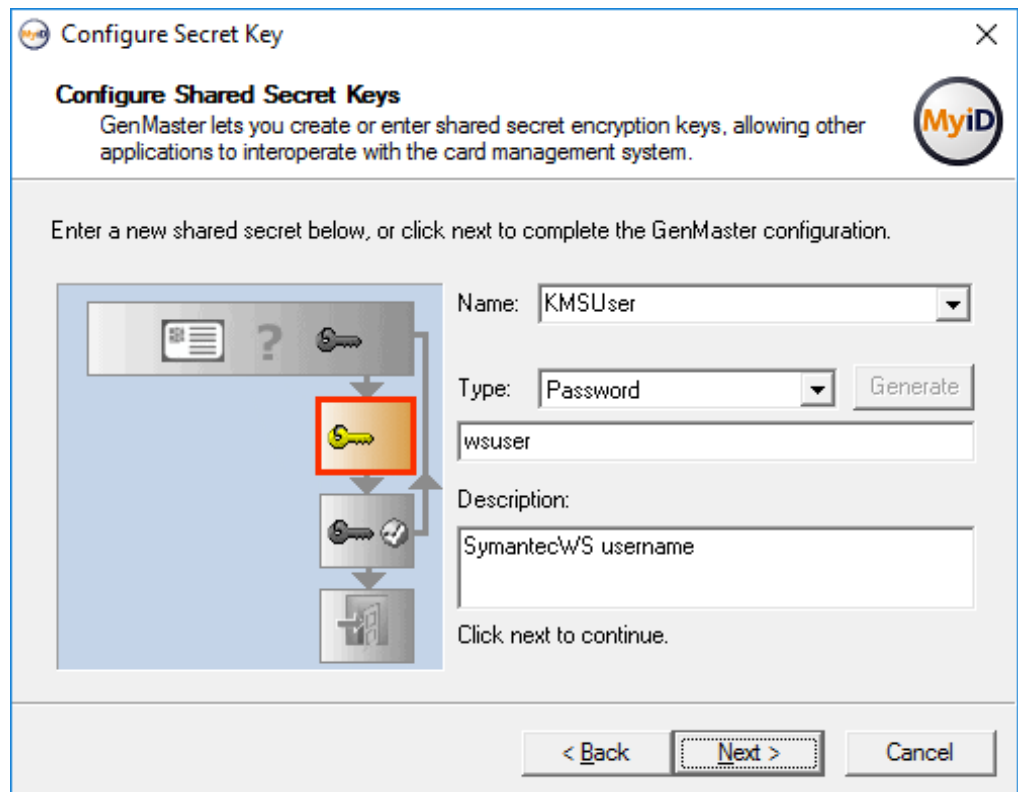 MyiD
Configure Secret Key
Configure Shared Secret Keys
GenMaster lets you create or enter shared secret encryption keys, allowing other
applications to interoperate with the card management system.
MyiD
Enter a new shared secret below, or click next to complete the GenMaster configuration.
Name: KMSUser
?
Type: Password Generate
wsuser
Description:
SymantecWS username
Click next to continue.
< Back Next > Cancel